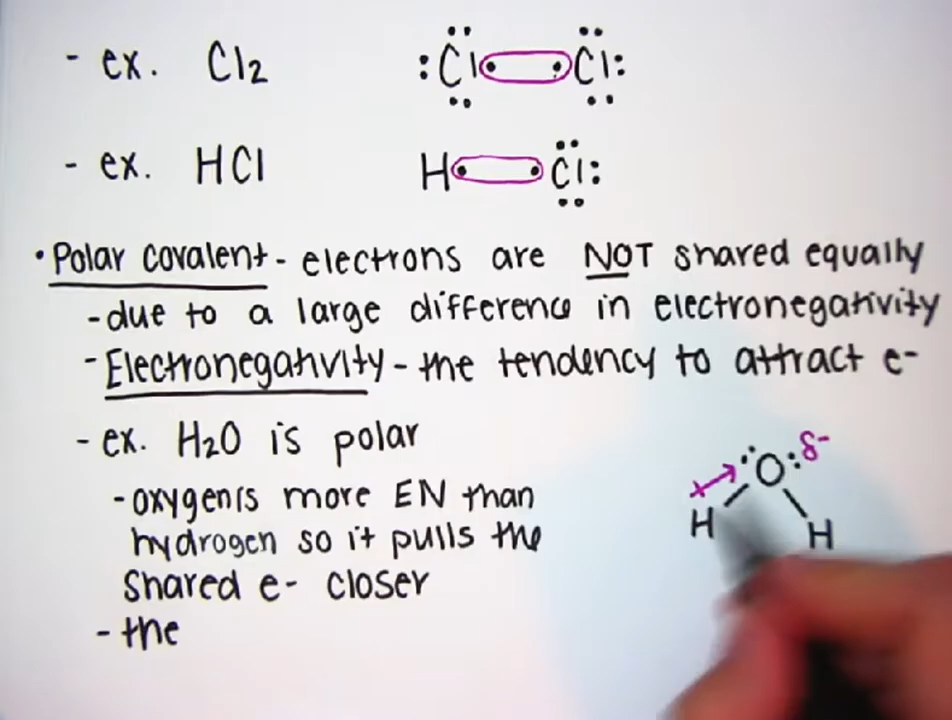 - ex. Cl2 :Cl Cl:
- ex. HCl H Cl:
• Polar covalent - electrons are NOT shared equally
- due to a large difference in electronegativity
- Electronegativity - the tendency to attract e-
- ex. H2O is polar
O: δ-
- oxygen is more EN than
H H
hydrogen so it pulls the
shared e- closer
- the